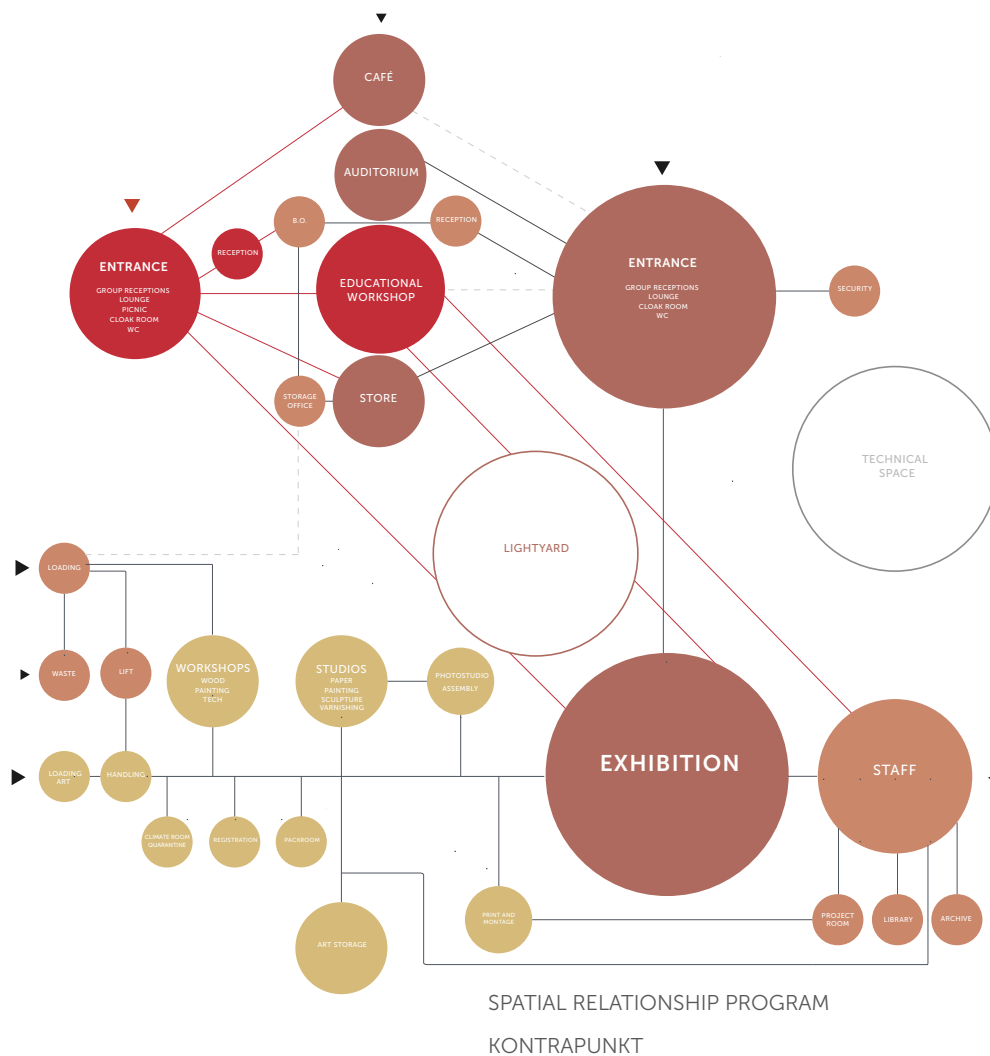 CAFÉ
AUDITORIUM
B.O.
RECEPTION
RECEPTION
ENTRANCE
GROUP RECEPTIONS
LOUNGE
PICNIC
CLOAK ROOM
WC
EDUCATIONAL
WORKSHOP
ENTRANCE
GROUP RECEPTIONS
LOUNGE
CLOAK ROOM
WC
SECURITY
STORAGE
OFFICE
STORE
TECHNICAL
SPACE
LIGHTYARD
LOADING
WASTE
LIFT
WORKSHOPS
WOOD
PAINTING
TECH
STUDIOS
PAPER
PAINTING
SCULPTURE
VARNISHING
PHOTOSTUDIO
ASSEMBLY
LOADING
ART
HANDLING
EXHIBITION
STAFF
CLIMATE ROOM
QUARANTINE
REGISTRATION
PACKROOM
ART STORAGE
PRINT AND
MONTAGE
PROJECT
ROOM
LIBRARY
ARCHIVE
SPATIAL RELATIONSHIP PROGRAM
KONTRAPUNKT